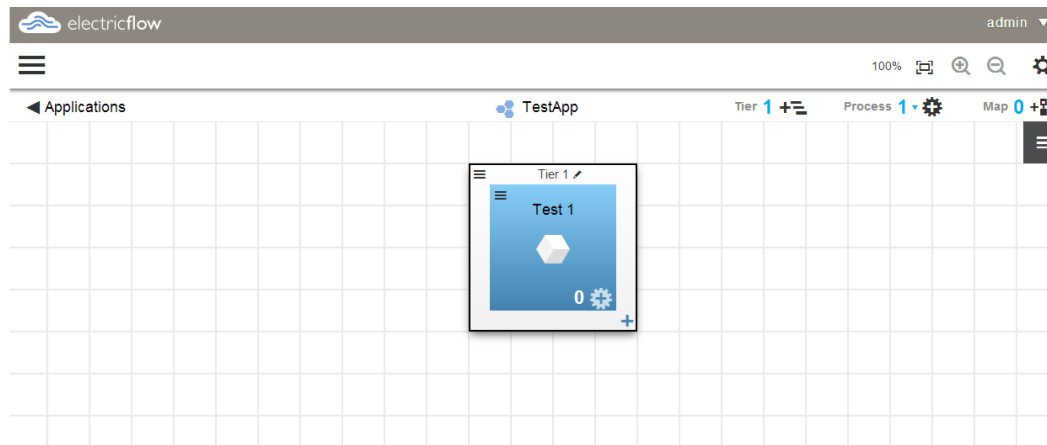 electricflow admin
100%
Applications TestApp Tier 1 Process 1 Map 0
Tier 1
Test 1
0